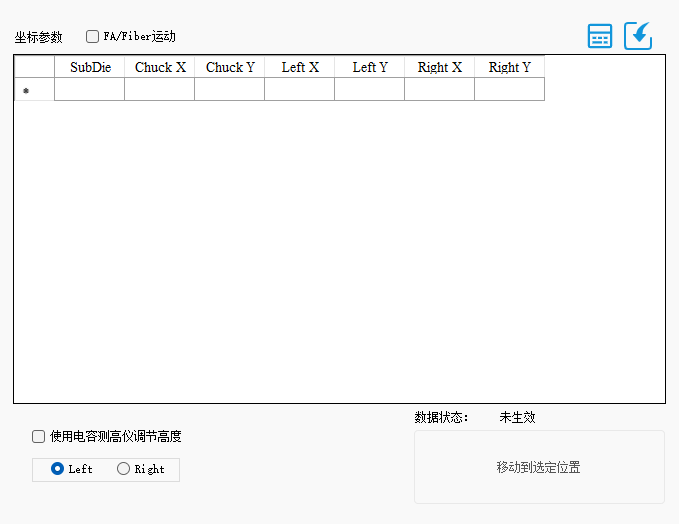 坐标参数 FA/Fiber运动
SubDie Chuck X Chuck Y Left X Left Y Right X Right Y
数据状态： 未生效
使用电容测高仪调节高度
Left Right
移动到选定位置